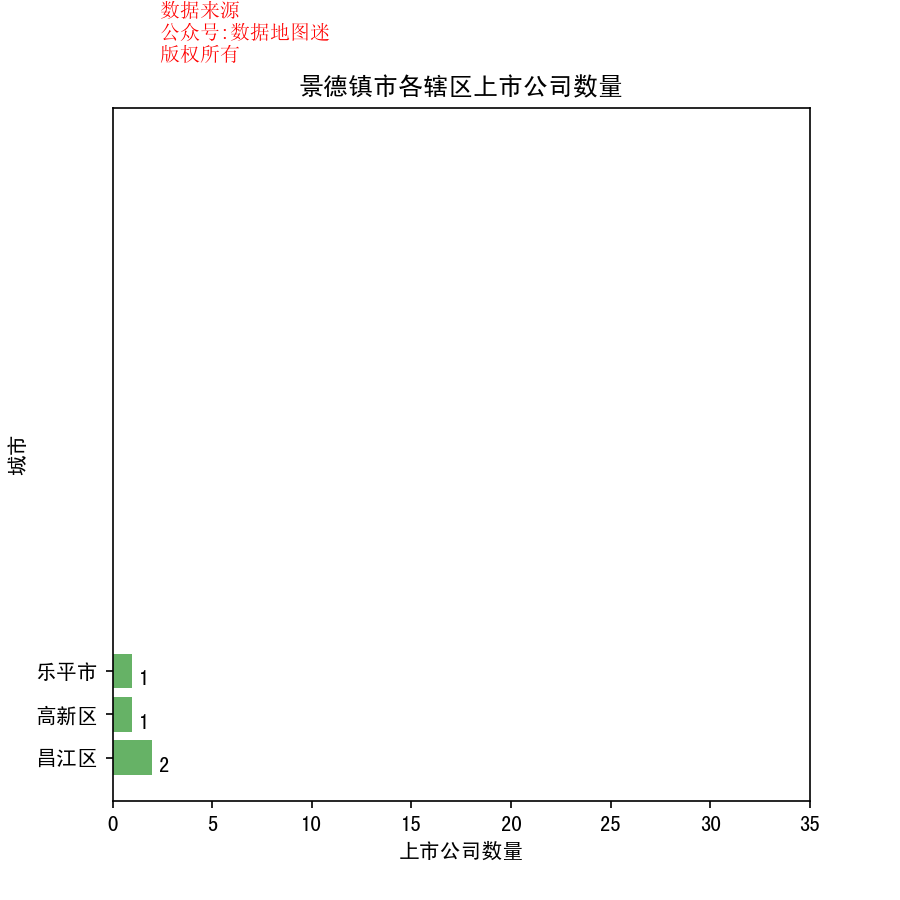 数据来源
公众号:数据地图迷
版权所有
景德镇市各辖区上市公司数量
城市
乐平市 1
高新区 1
昌江区 2
0 5 10 15 20 25 30 35
上市公司数量